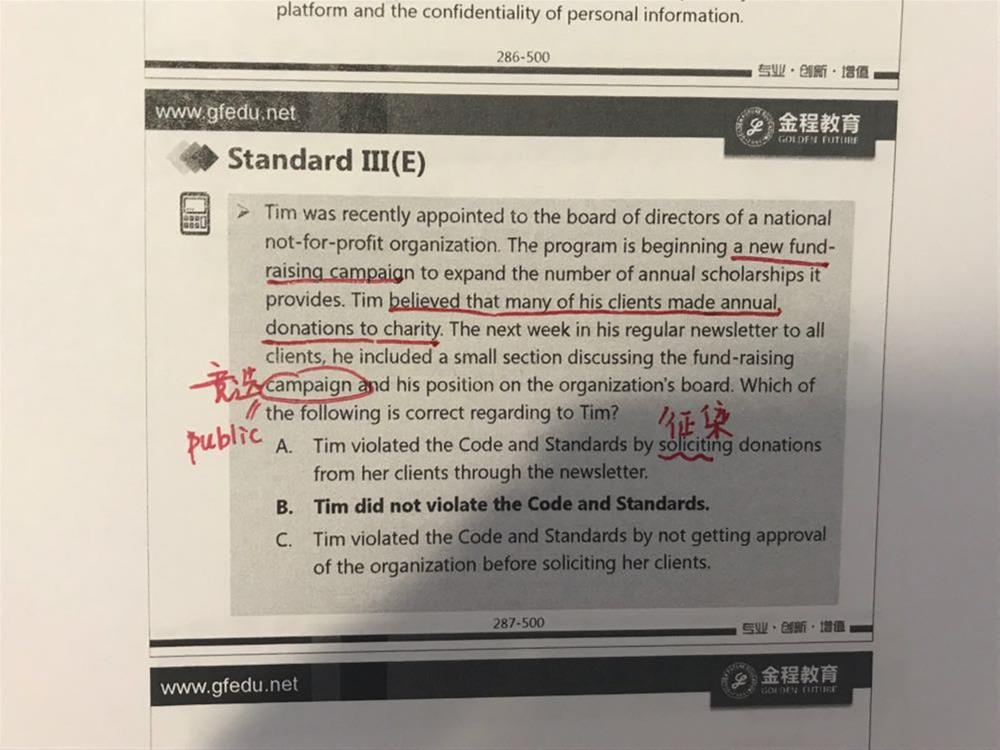 platform and the confidentiality of personal information.
286-500
专业·创新·增值
www.gfedu.net
金程教育
GOLDEN FUTURE
Standard III(E)
Tim was recently appointed to the board of directors of a national
not-for-profit organization. The program is beginning a new fund-
raising campaign to expand the number of annual scholarships it
provides. Tim believed that many of his clients made annual
donations to charity. The next week in his regular newsletter to all
clients, he included a small section discussing the fund-raising
竞选 campaign and his position on the organization's board. Which of
the following is correct regarding to Tim?
public
征
A. Tim violated the Code and Standards by soliciting donations
from her clients through the newsletter.
B. Tim did not violate the Code and Standards.
C. Tim violated the Code and Standards by not getting approval
of the organization before soliciting her clients.
287-500
专业·创新·增值
www.gfedu.net
金程教育
GOLDEN FUTURE